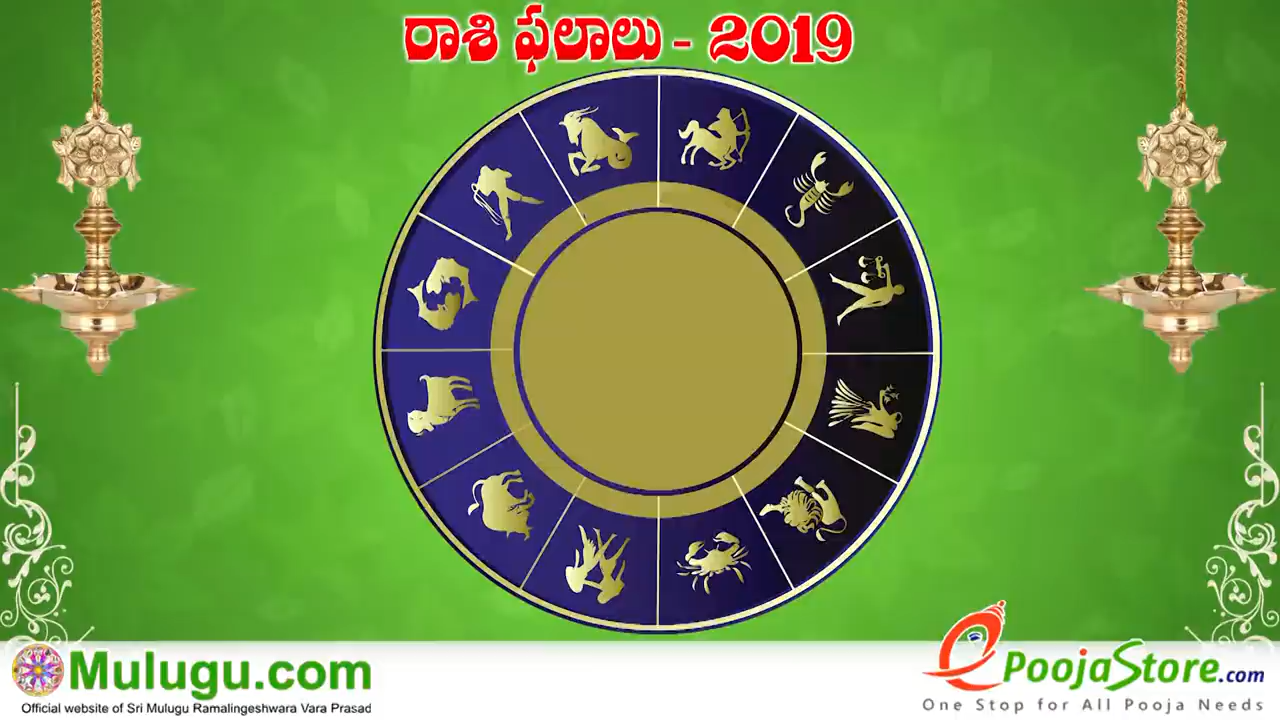 రాశి ఫలాలు - 2019
Mulugu.com
Official website of Sri Mulugu Ramalingeshwara Vara Prasad
ePoojaStore.com
One Stop for All Pooja Needs